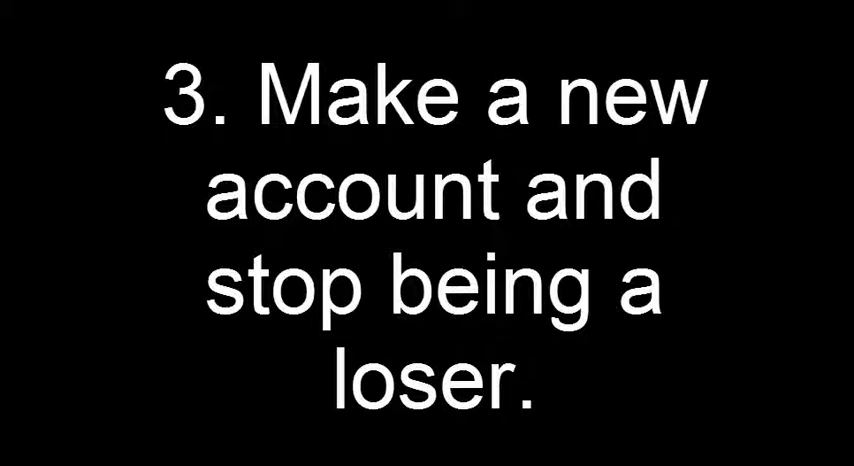 3. Make a new
account and
stop being a
loser.